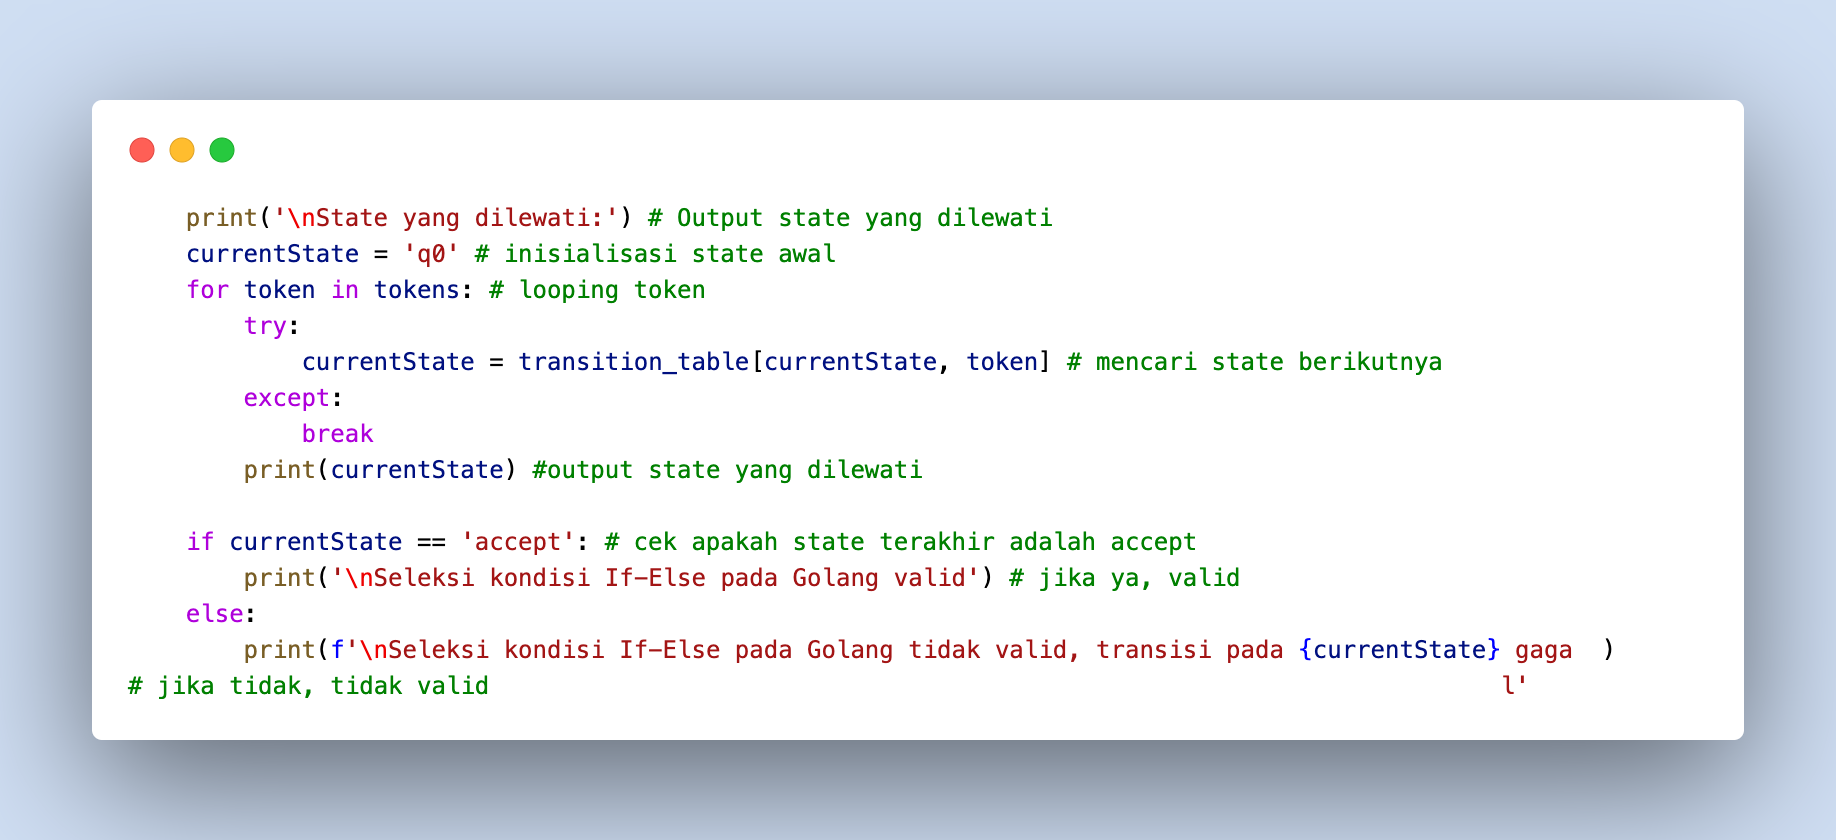 print('\nState yang dilewati:') # Output state yang dilewati
    currentState = 'q0' # inisialisasi state awal
    for token in tokens: # looping token
        try:
            currentState = transition_table[currentState, token] # mencari state berikutnya
        except:
            break
        print(currentState) #output state yang dilewati

    if currentState == 'accept': # cek apakah state terakhir adalah accept
        print('\nSeleksi kondisi If-Else pada Golang valid') # jika ya, valid
    else:
        print(f'\nSeleksi kondisi If-Else pada Golang tidak valid, transisi pada {currentState} gaga  )
# jika tidak, tidak valid                                                                      l'